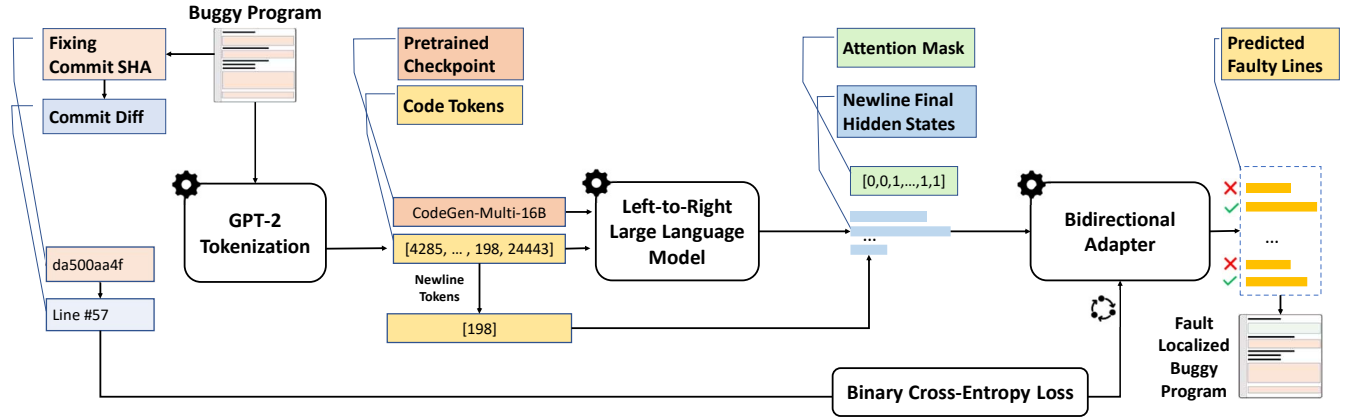 Buggy Program
Fixing
Commit SHA
Commit Diff
Pretrained
Checkpoint
Code Tokens
Attention Mask
Newline Final
Hidden States
Predicted
Faulty Lines
GPT-2
Tokenization
CodeGen-Multi-16B
[4285, ... , 198, 24443]
Newline
Tokens
[198]
Left-to-Right
Large Language
Model
[0,0,1,...,1,1]
...
Bidirectional
Adapter
...
da500aa4f
Line #57
Binary Cross-Entropy Loss
Fault
Localized
Buggy
Program